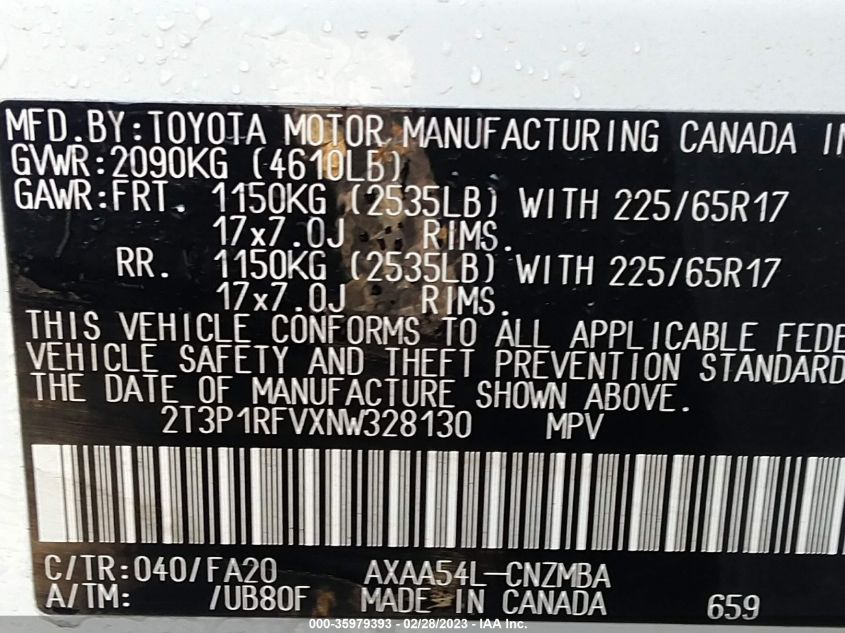 MFD.BY:TOYOTA MOTOR MANUFACTURING CANADA IN
GVWR:2090KG (4610LB)
GAWR:FRT. 1150KG (2535LB) WITH 225/65R17
17x7.0J RIMS.
RR. 1150KG (2535LB) WITH 225/65R17
17x7.0J RIMS.
THIS VEHICLE CONFORMS TO ALL APPLICABLE FEDE
VEHICLE SAFETY AND THEFT PREVENTION STANDARD
THE DATE OF MANUFACTURE SHOWN ABOVE.
2T3P1RFVXNW328130 MPV
C/TR:040/FA20 AXAA54L-CNZMBA
A/TM: /UB80F MADE IN CANADA 659
000-35979393 - 02/28/2023 - IAA Inc.